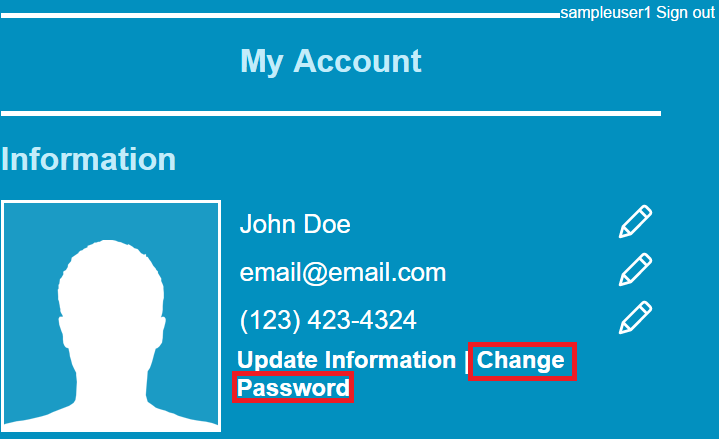 sampleuser1 Sign out
My Account
Information
John Doe
email@email.com
(123) 423-4324
Update Information | Change
Password